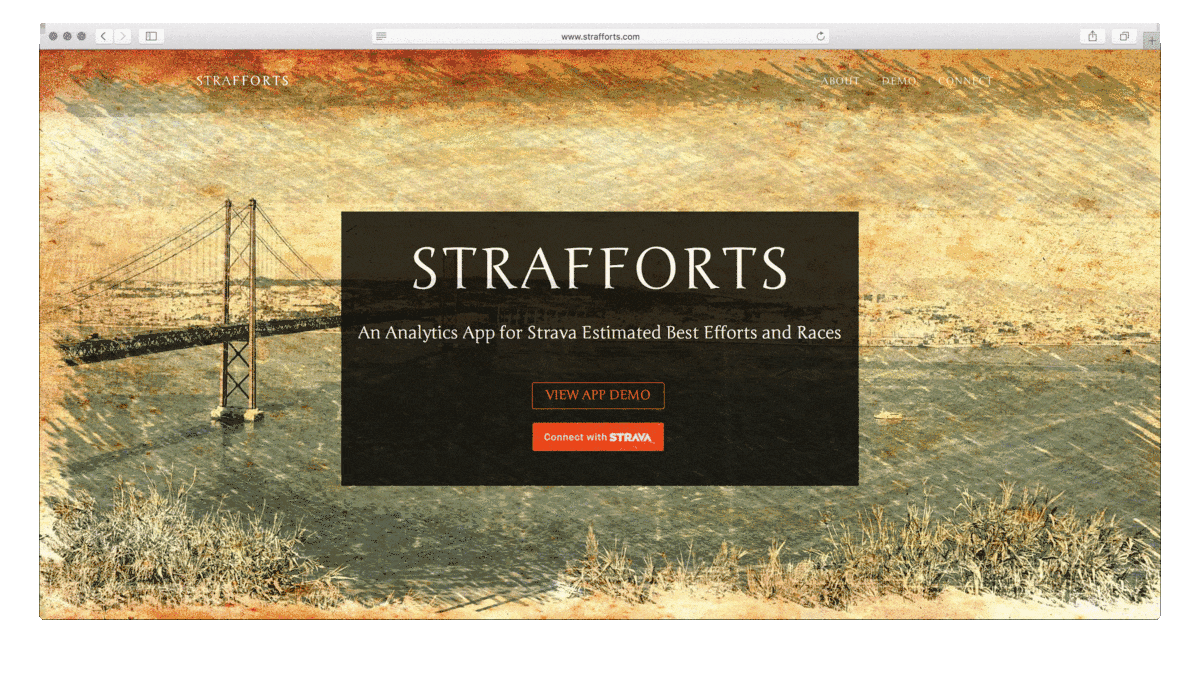 www.strafforts.com
STRAFFORTS
ABOUT DEMO CONNECT
STRAFFORTS
An Analytics App for Strava Estimated Best Efforts and Races
VIEW APP DEMO
Connect with STRAVA